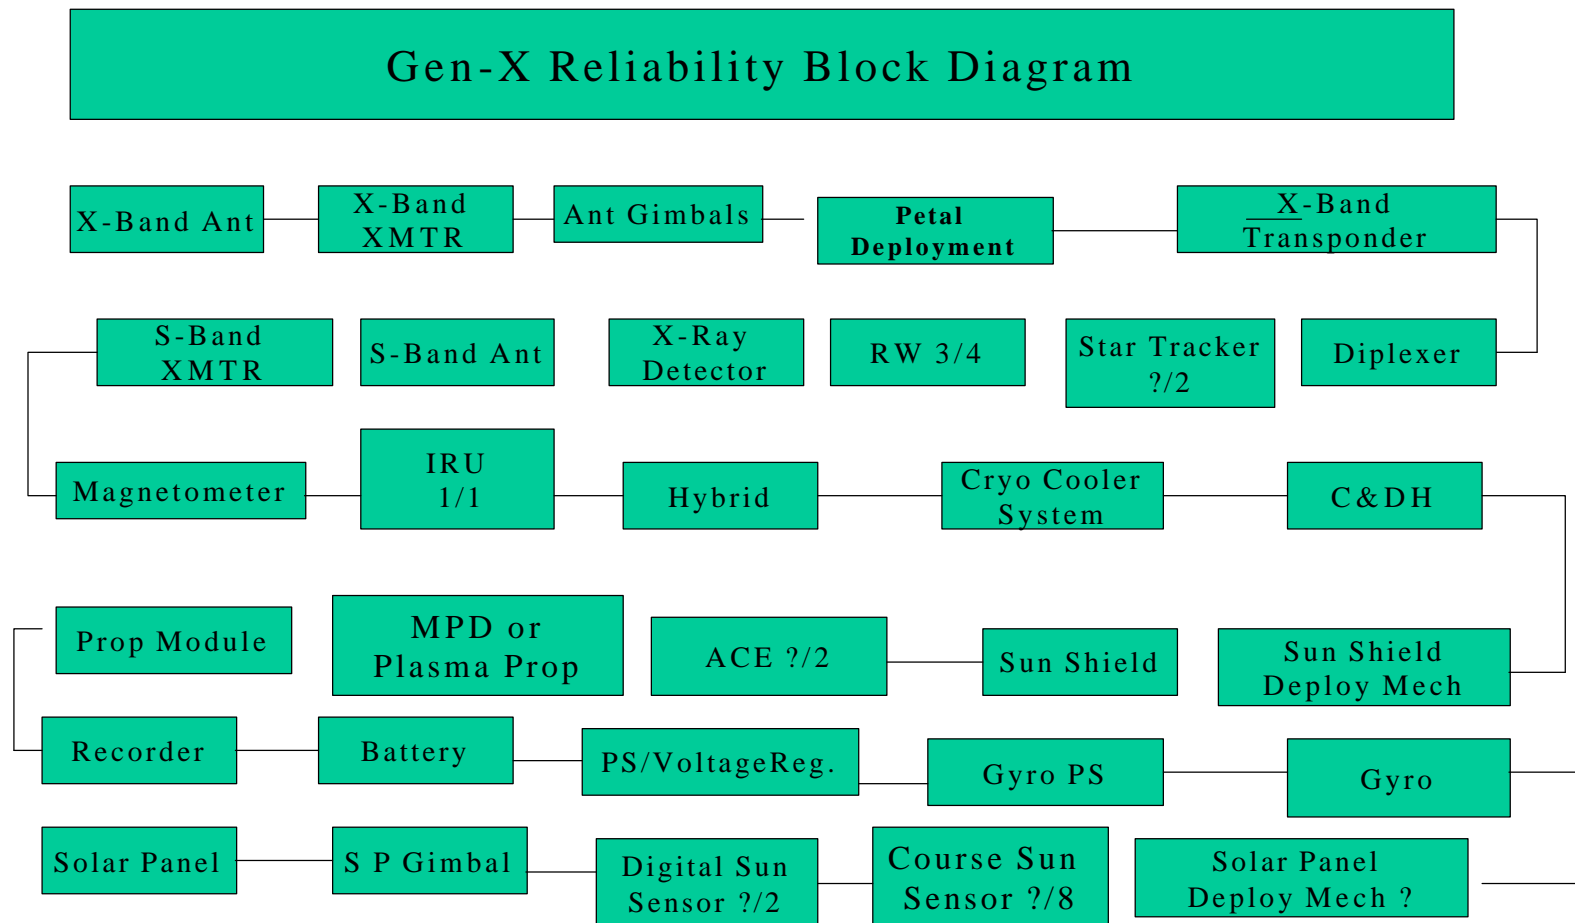 Gen-X Reliability Block Diagram
X-Band Ant
X-Band
XMTR
Ant Gimbals
Petal
Deployment
X-Band
Transponder
S-Band
XMTR
S-Band Ant
X-Ray
Detector
RW 3/4
Star Tracker
?/2
Diplexer
Magnetometer
IRU
1/1
Hybrid
Cryo Cooler
System
C&DH
Prop Module
MPD or
Plasma Prop
ACE ?/2
Sun Shield
Sun Shield
Deploy Mech
Recorder
Battery
PS/VoltageReg.
Gyro PS
Gyro
Solar Panel
S P Gimbal
Digital Sun
Sensor ?/2
Course Sun
Sensor ?/8
Solar Panel
Deploy Mech ?